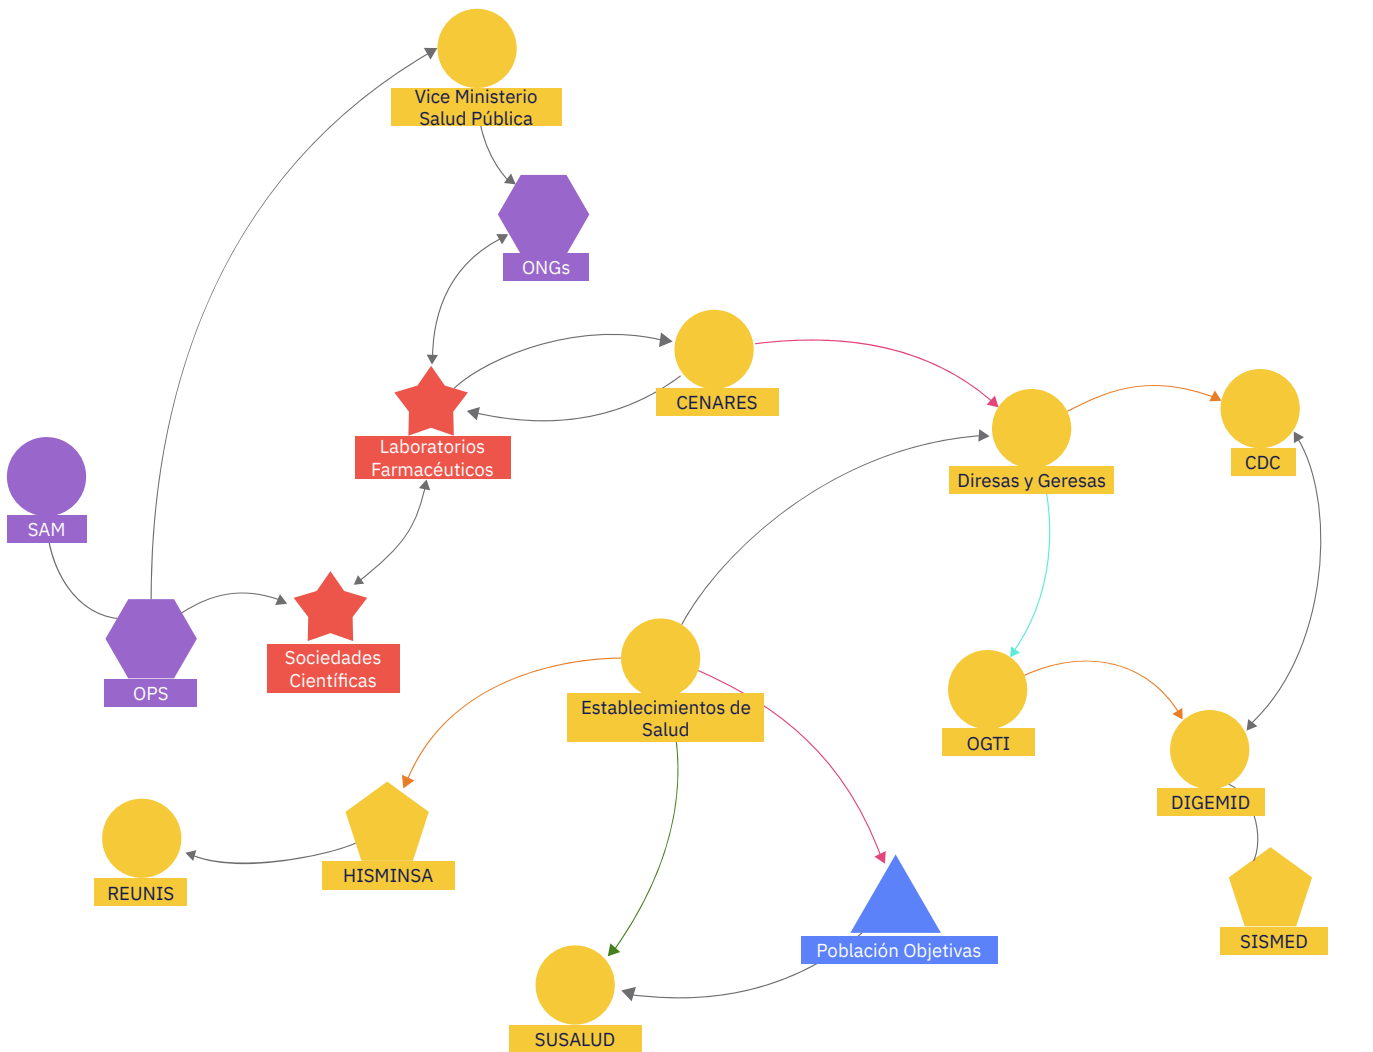 Vice Ministerio
Salud Pública
ONGs
CENARES
Laboratorios
Farmacéuticos
CDC
Diresas y Geresas
SAM
Sociedades
Científicas
OPS
Establecimientos de
Salud
OGTI
DIGEMID
HISMINSA
REUNIS
SISMED
Población Objetivas
SUSALUD